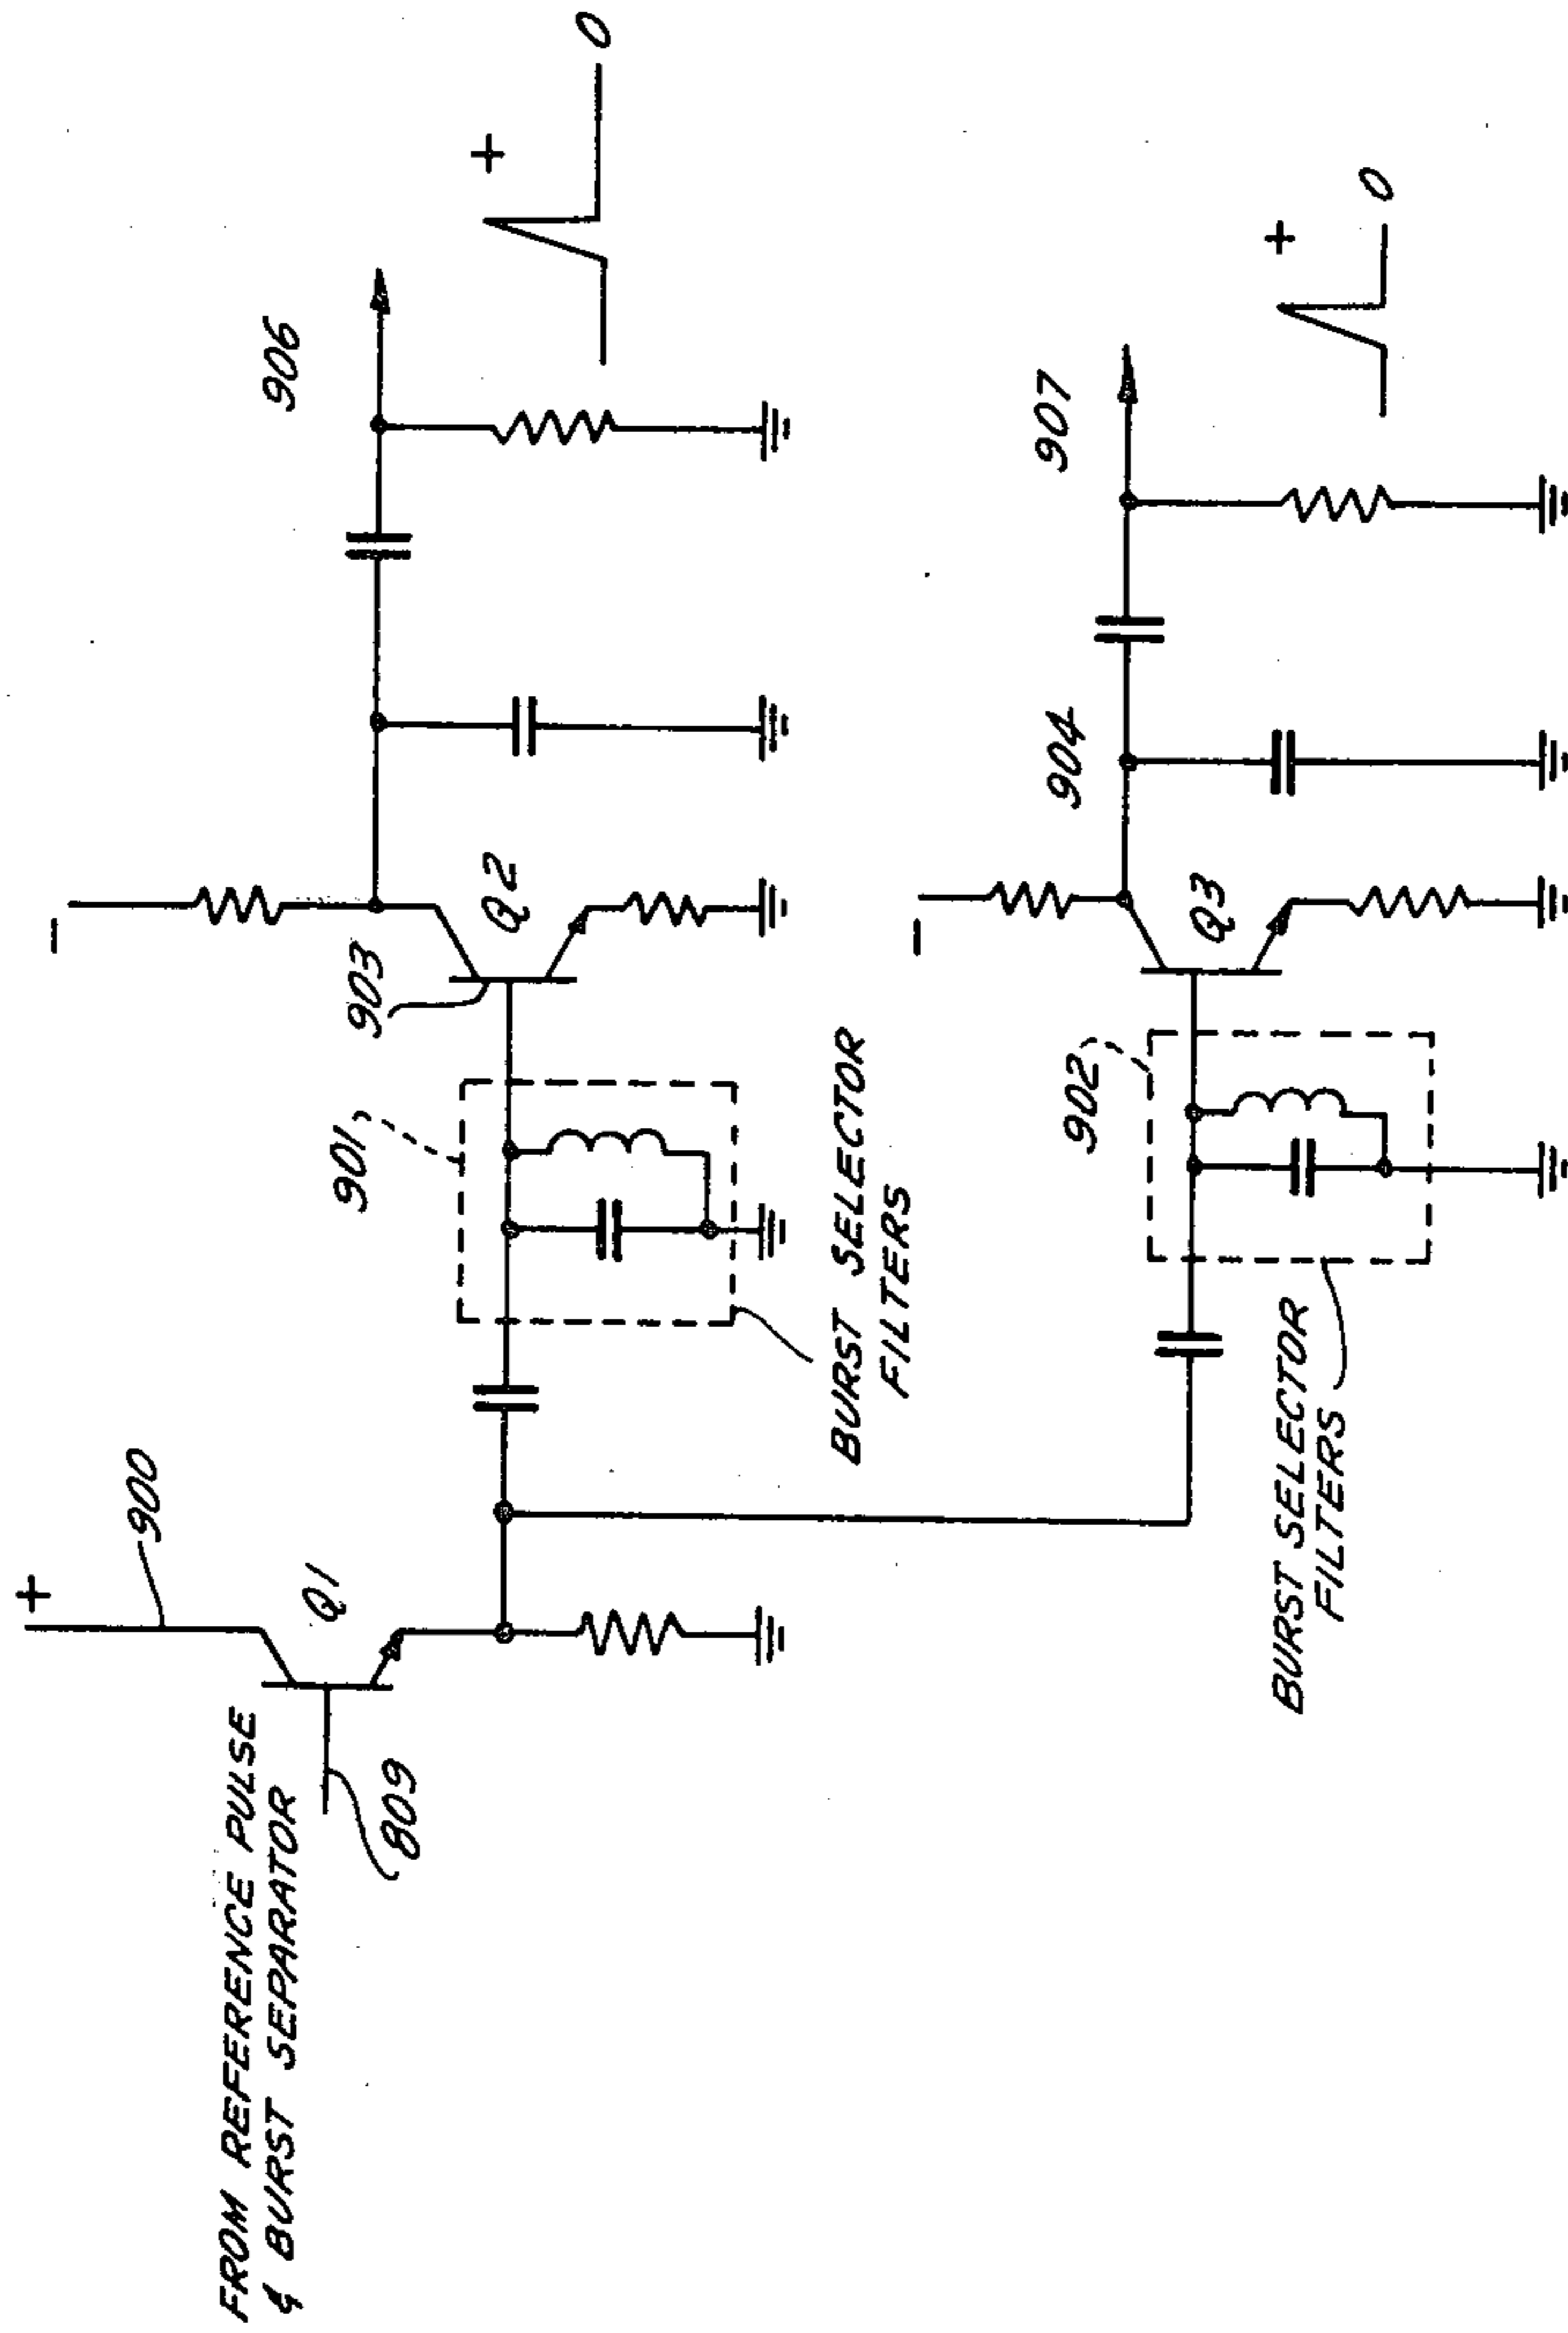 FROM REFERENCE PULSE
& BURST SEPARATOR
809
+
900
Q1
901
BURST SELECTOR
FILTERS
903
-
Q2
906
+
0
902
BURST SELECTOR
FILTERS
-
Q3
904
907
+
0